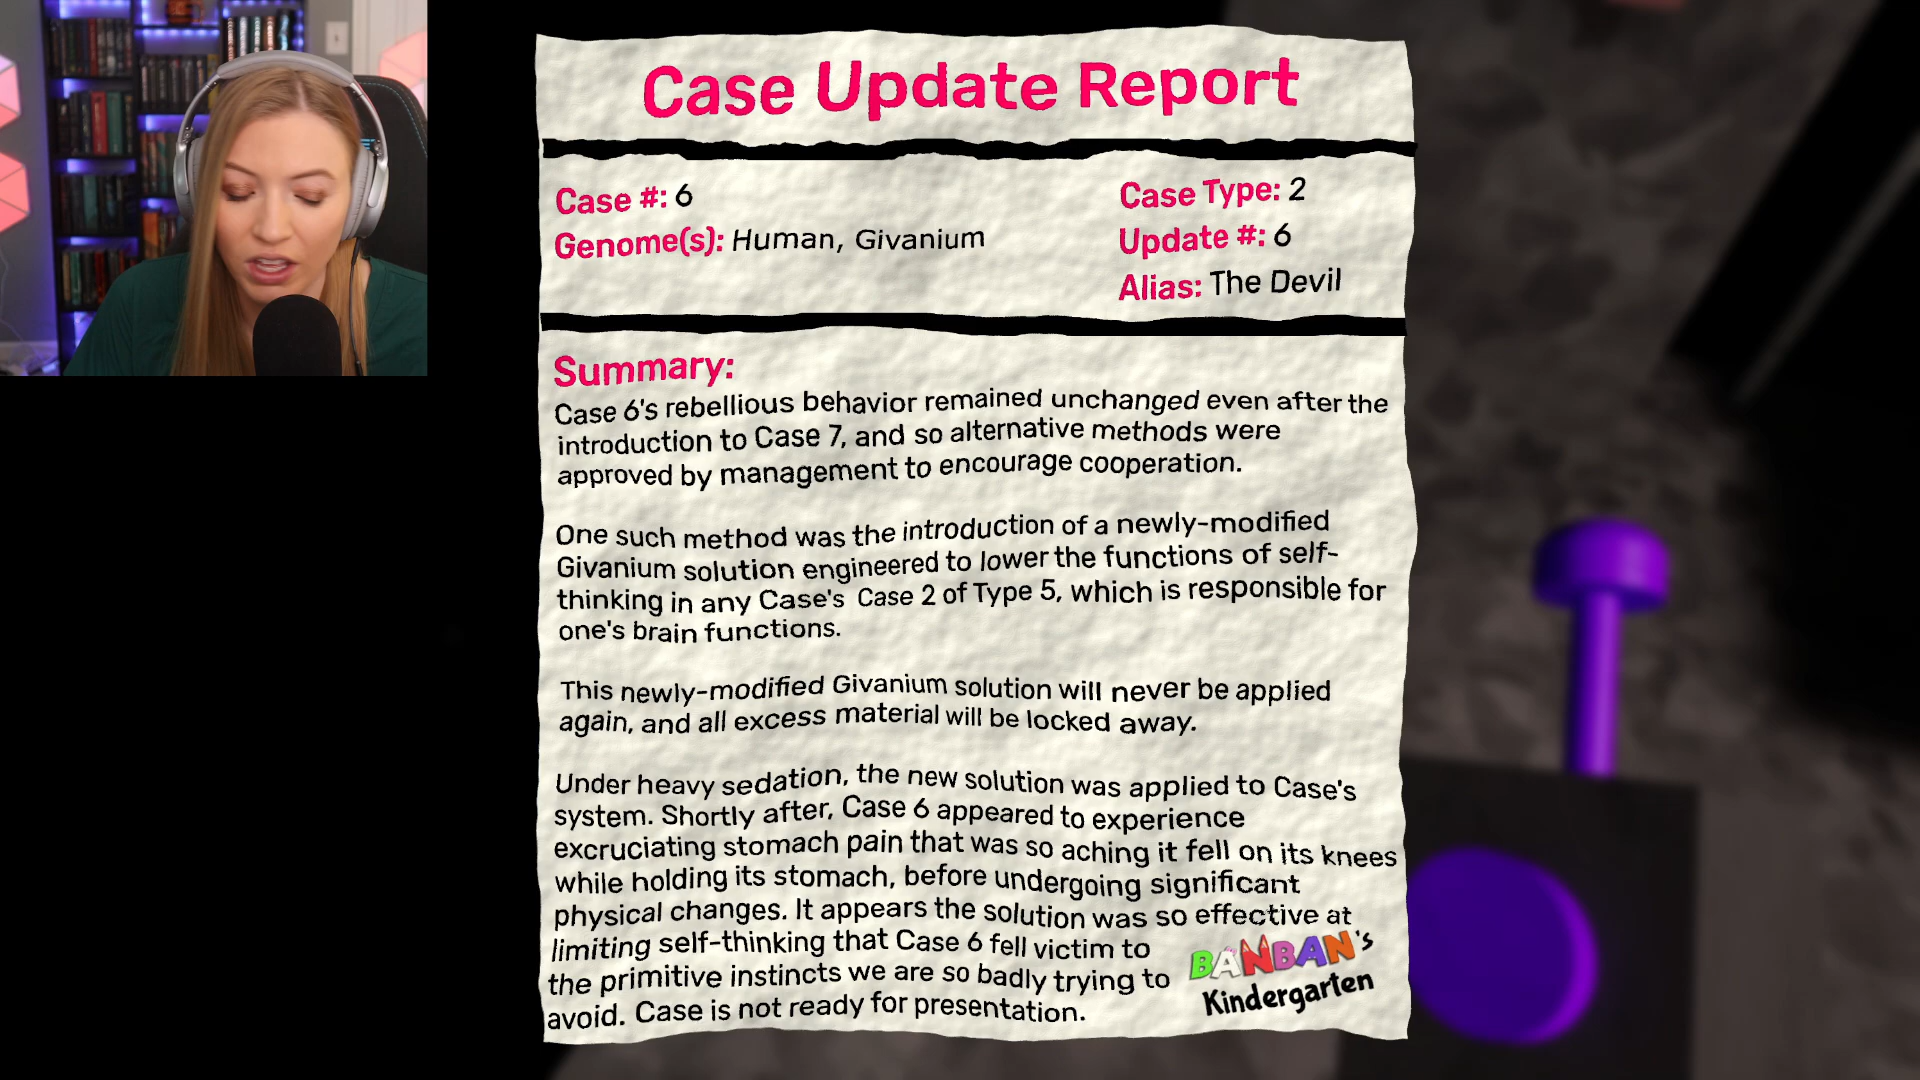 Case Update Report
Case #: 6
Genome(s): Human, Givanium
Case Type: 2
Update #: 6
Alias: The Devil
Summary:
Case 6's rebellious behavior remained unchanged even after the
introduction to Case 7, and so alternative methods were
approved by management to encourage cooperation.
One such method was the introduction of a newly-modified
Givanium solution engineered to lower the functions of self-
thinking in any Case's Case 2 of Type 5, which is responsible for
one's brain functions.
This newly-modified Givanium solution will never be applied
again, and all excess material will be locked away.
Under heavy sedation, the new solution was applied to Case's
system. Shortly after, Case 6 appeared to experience
excruciating stomach pain that was so aching it fell on its knees
while holding its stomach, before undergoing significant
physical changes. It appears the solution was so effective at
limiting self-thinking that Case 6 fell victim to
the primitive instincts we are so badly trying to
avoid. Case is not ready for presentation.
BANBAN's
Kindergarten